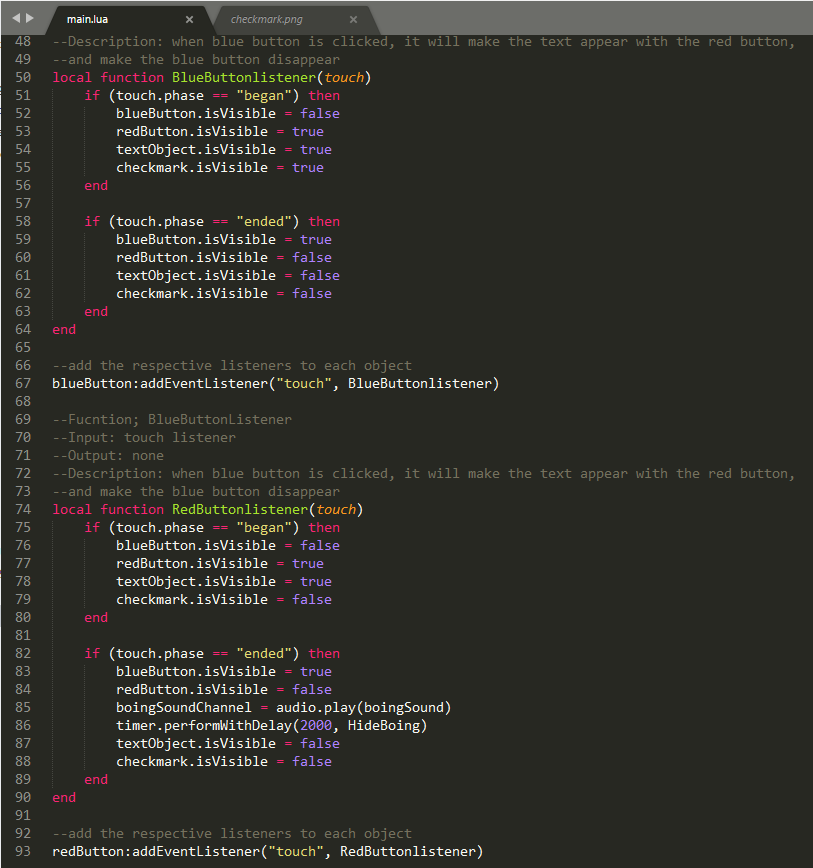 main.lua × checkmark.png ×
48 --Description: when blue button is clicked, it will make the text appear with the red button,
49 --and make the blue button disappear
50 local function BlueButtonlistener(touch)
51     if (touch.phase == "began") then
52         blueButton.isVisible = false
53         redButton.isVisible = true
54         textObject.isVisible = true
55         checkmark.isVisible = true
56     end
57
58     if (touch.phase == "ended") then
59         blueButton.isVisible = true
60         redButton.isVisible = false
61         textObject.isVisible = false
62         checkmark.isVisible = false
63     end
64 end
65
66 --add the respective listeners to each object
67 blueButton:addEventListener("touch", BlueButtonlistener)
68
69 --Fucntion; BlueButtonListener
70 --Input: touch listener
71 --Output: none
72 --Description: when blue button is clicked, it will make the text appear with the red button,
73 --and make the blue button disappear
74 local function RedButtonlistener(touch)
75     if (touch.phase == "began") then
76         blueButton.isVisible = false
77         redButton.isVisible = true
78         textObject.isVisible = true
79         checkmark.isVisible = false
80     end
81
82     if (touch.phase == "ended") then
83         blueButton.isVisible = true
84         redButton.isVisible = false
85         boingSoundChannel = audio.play(boingSound)
86         timer.performWithDelay(2000, HideBoing)
87         textObject.isVisible = false
88         checkmark.isVisible = false
89     end
90 end
91
92 --add the respective listeners to each object
93 redButton:addEventListener("touch", RedButtonlistener)